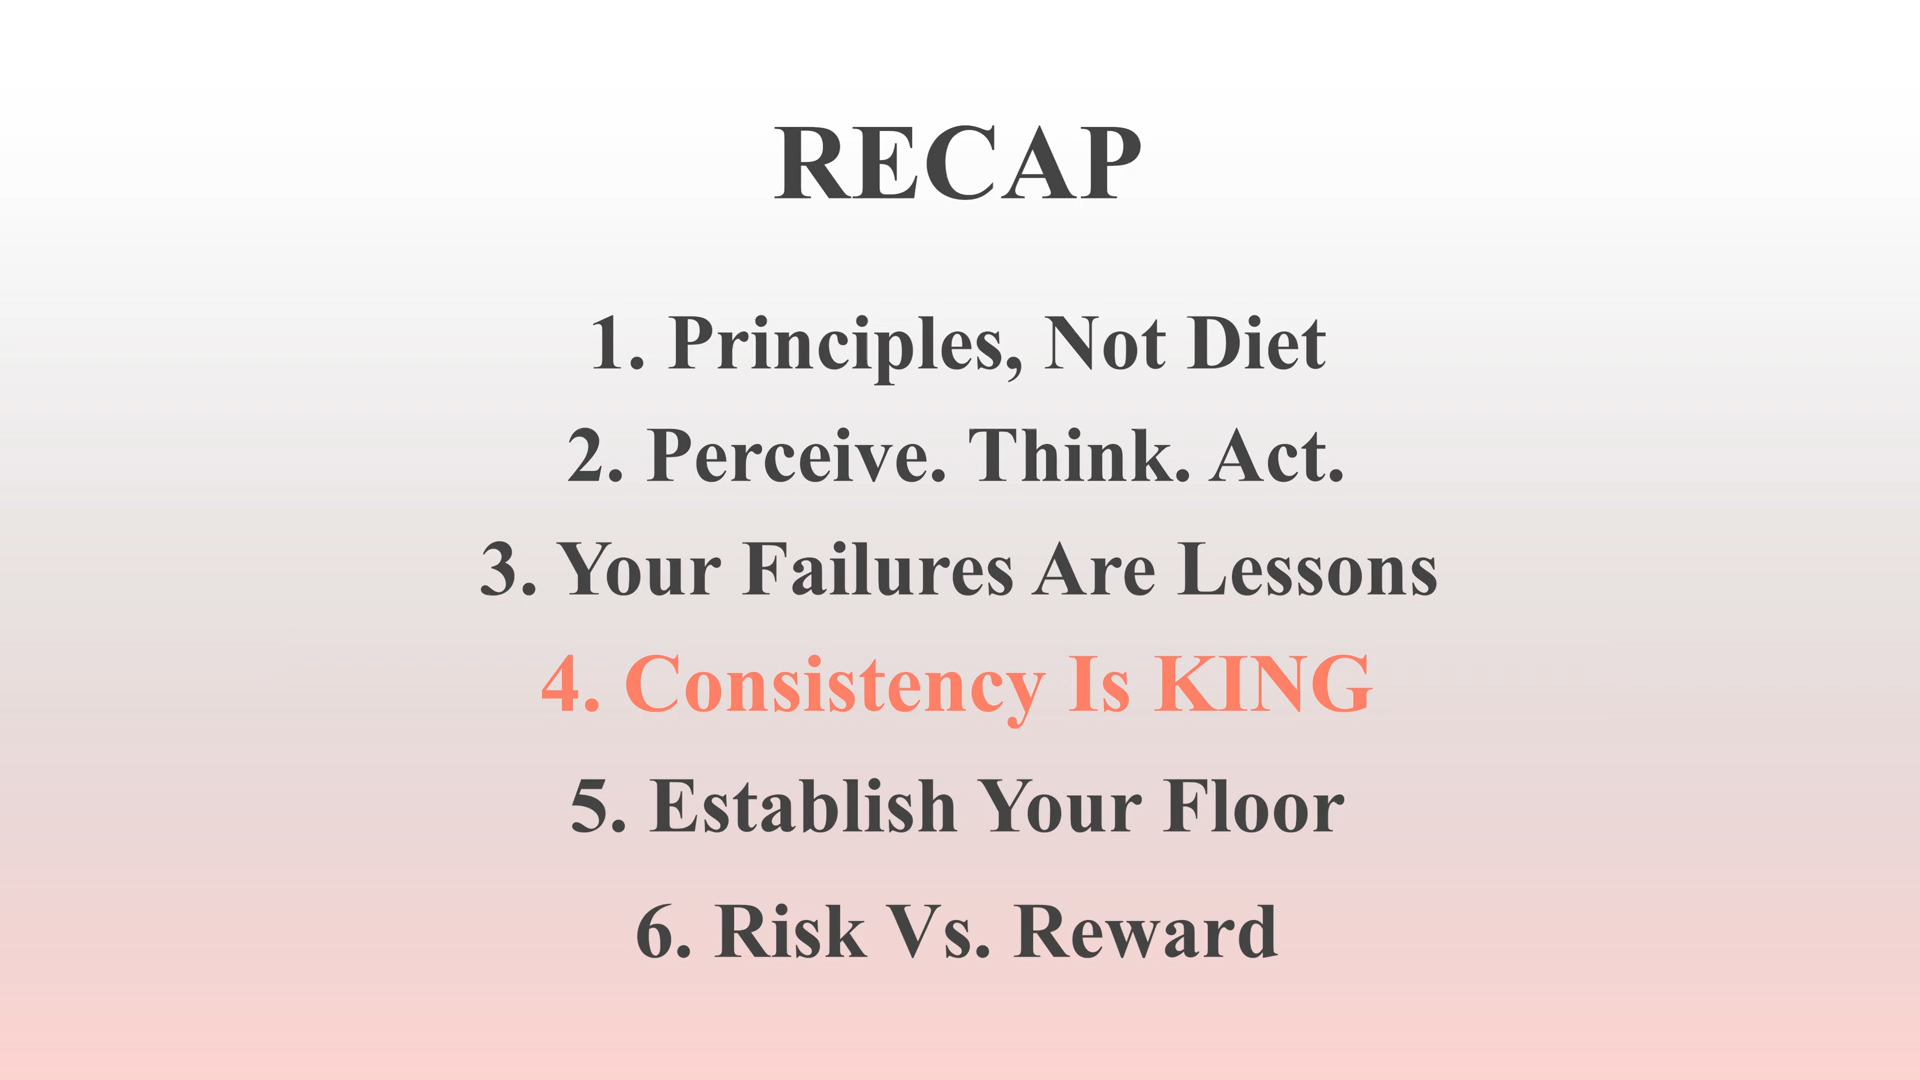 RECAP
1. Principles, Not Diet
2. Perceive. Think. Act.
3. Your Failures Are Lessons
4. Consistency Is KING
5. Establish Your Floor
6. Risk Vs. Reward